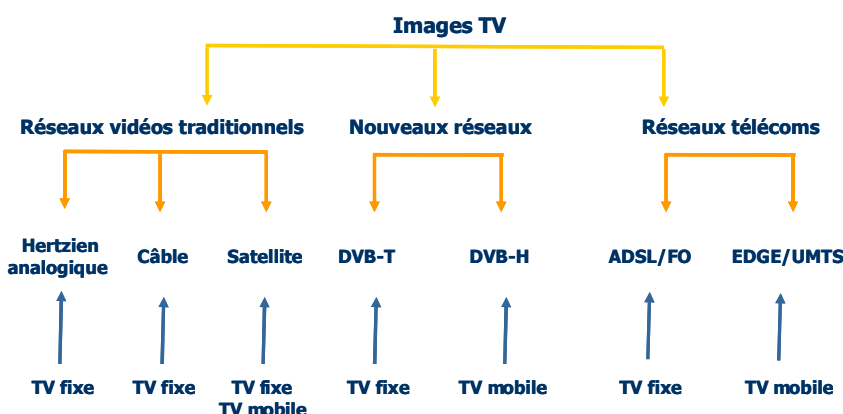 Images TV
Réseaux vidéos traditionnels
Nouveaux réseaux
Réseaux télécoms
Hertzien
analogique
Câble
Satellite
DVB-T
DVB-H
ADSL/FO
EDGE/UMTS
TV fixe
TV fixe
TV fixe
TV mobile
TV fixe
TV mobile
TV fixe
TV mobile